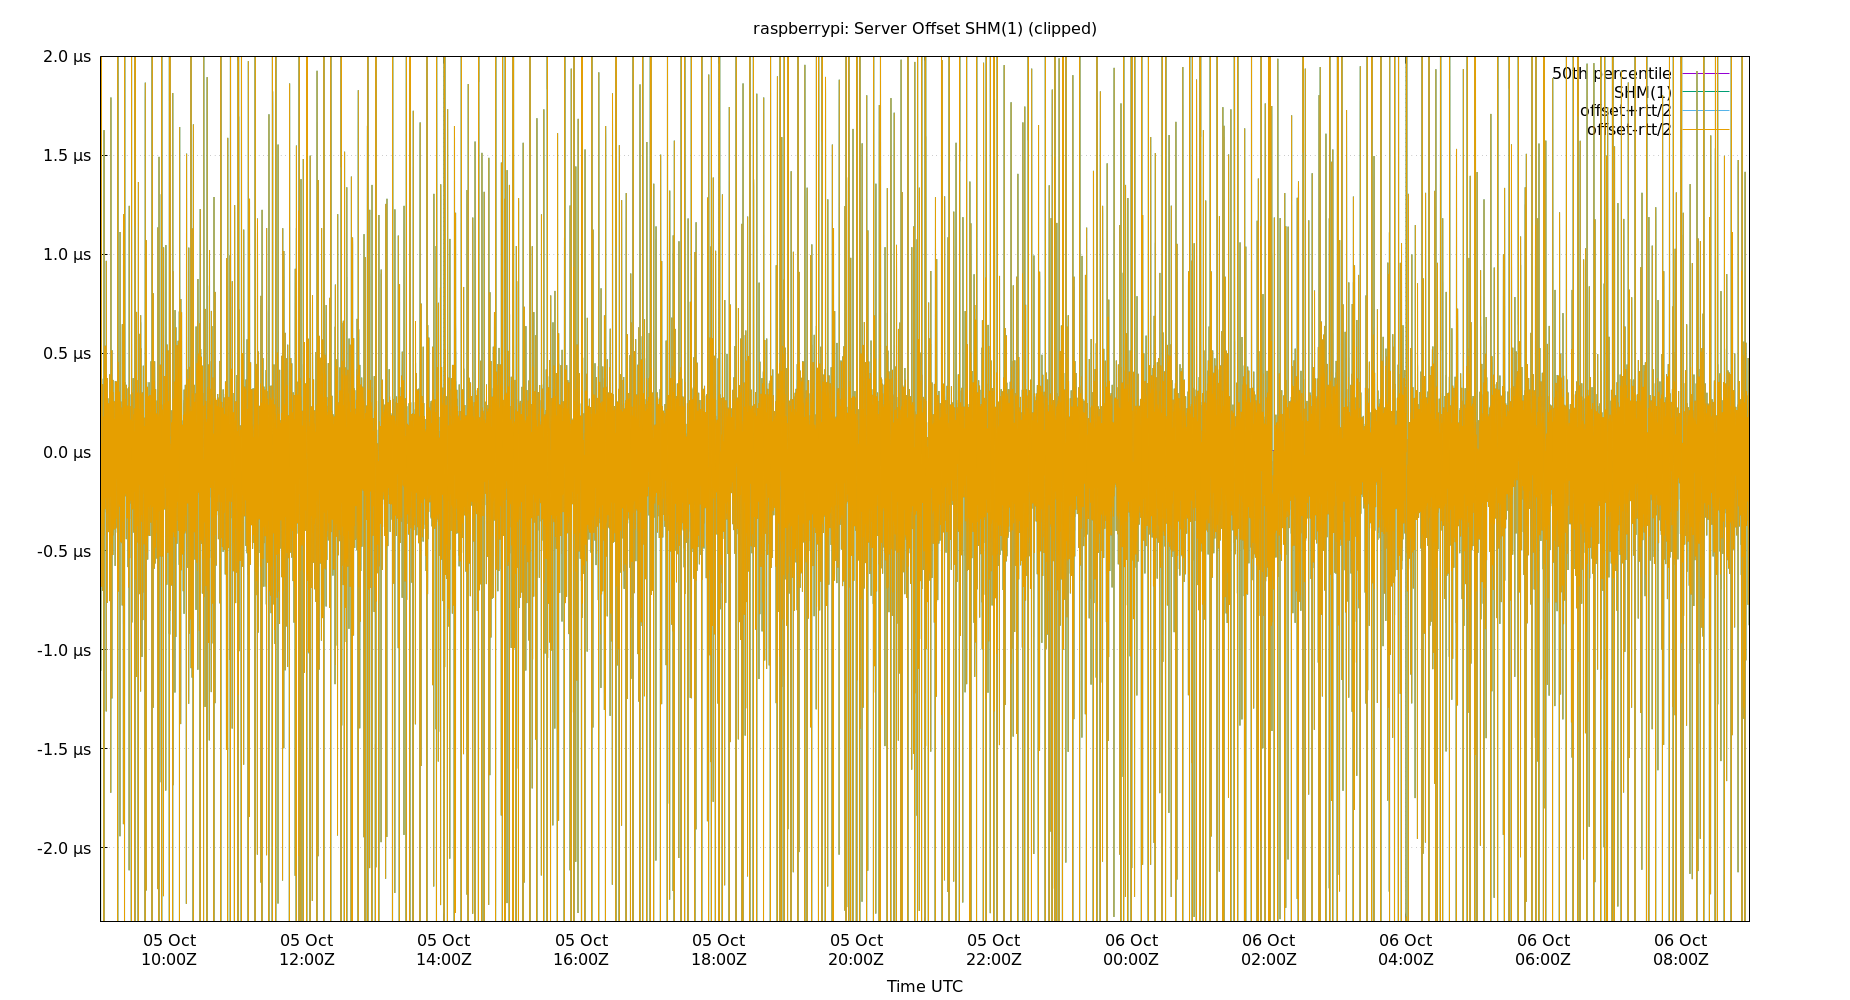 raspberrypi: Server Offset SHM(1) (clipped)
2.0 µs
1.5 µs
1.0 µs
0.5 µs
0.0 µs
-0.5 µs
-1.0 µs
-1.5 µs
-2.0 µs
50th percentile
SHM(1)
offset+rtt/2
offset-rtt/2
05 Oct 05 Oct 05 Oct 05 Oct 05 Oct 05 Oct 05 Oct 06 Oct 06 Oct 06 Oct 06 Oct 06 Oct
10:00Z 12:00Z 14:00Z 16:00Z 18:00Z 20:00Z 22:00Z 00:00Z 02:00Z 04:00Z 06:00Z 08:00Z
Time UTC